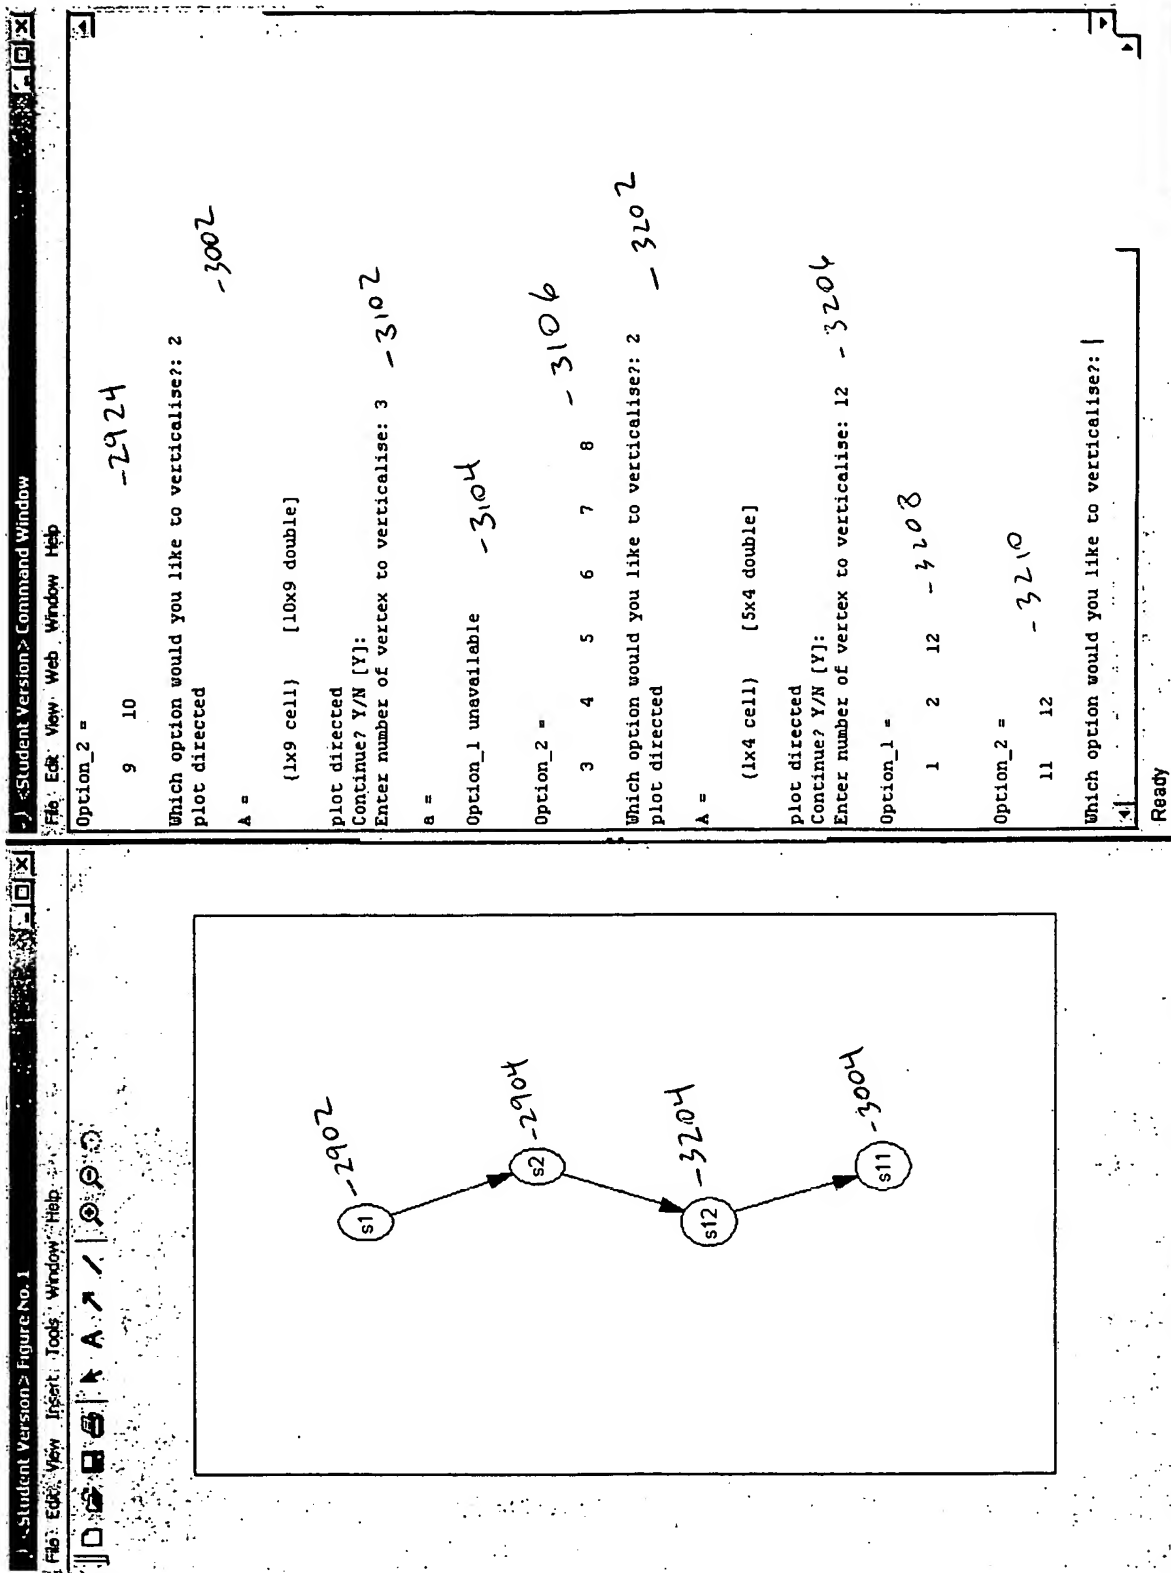 <Student Version> Figure No. 1
File Edit View Insert Tools Window Help
A
s1 -2902
s2 -2904
s12 -3204
s11 -3004
<Student Version> Command Window
File Edit View Web Window Help
Option_2 =
9 10 -2924
Which option would you like to verticalise?: 2
plot directed -3002
A =
{1x9 cell} [10x9 double]
plot directed
Continue? Y/N [Y]:
Enter number of vertex to verticalise: 3 -3102
a =
Option_1 unavailable -3104
Option_2 =
3 4 5 6 7 8 -3106
Which option would you like to verticalise?: 2 -3202
plot directed
A =
{1x4 cell} [5x4 double]
plot directed
Continue? Y/N [Y]:
Enter number of vertex to verticalise: 12 -3204
Option_1 =
1 2 12 -3208
Option_2 =
11 12 -3210
Which option would you like to verticalise?:
Ready